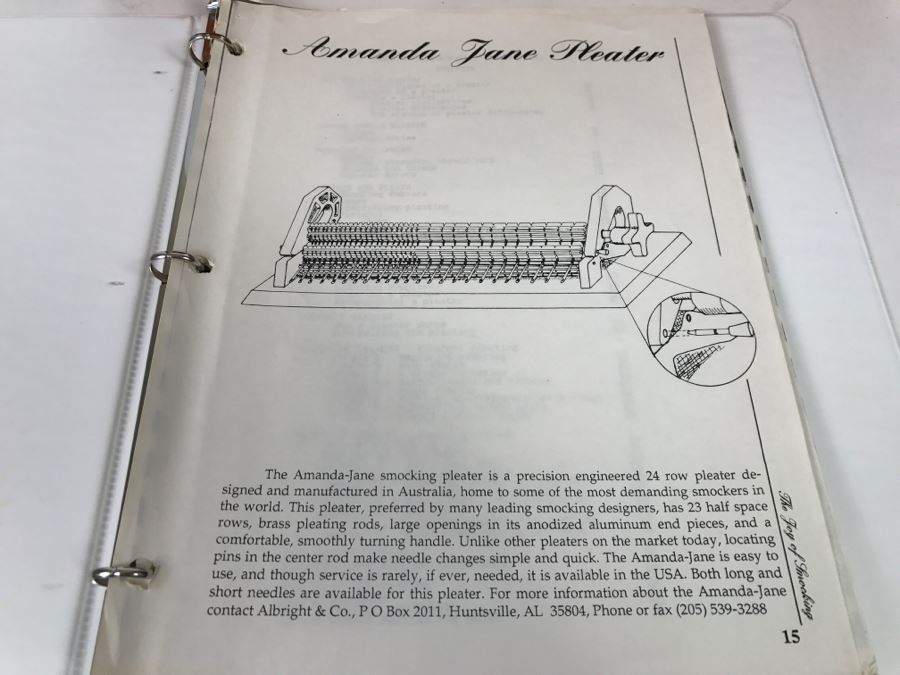 Amanda Jane Pleater
The Amanda-Jane smocking pleater is a precision engineered 24 row pleater de-
signed and manufactured in Australia, home to some of the most demanding smockers in
the world. This pleater, preferred by many leading smocking designers, has 23 half space
rows, brass pleating rods, large openings in its anodized aluminum end pieces, and a
comfortable, smoothly turning handle. Unlike other pleaters on the market today, locating
pins in the center rod make needle changes simple and quick. The Amanda-Jane is easy to
use, and though service is rarely, if ever, needed, it is available in the USA. Both long and
short needles are available for this pleater. For more information about the Amanda-Jane
contact Albright & Co., P O Box 2011, Huntsville, AL 35804, Phone or fax (205) 539-3288
The Joy of Smocking
15